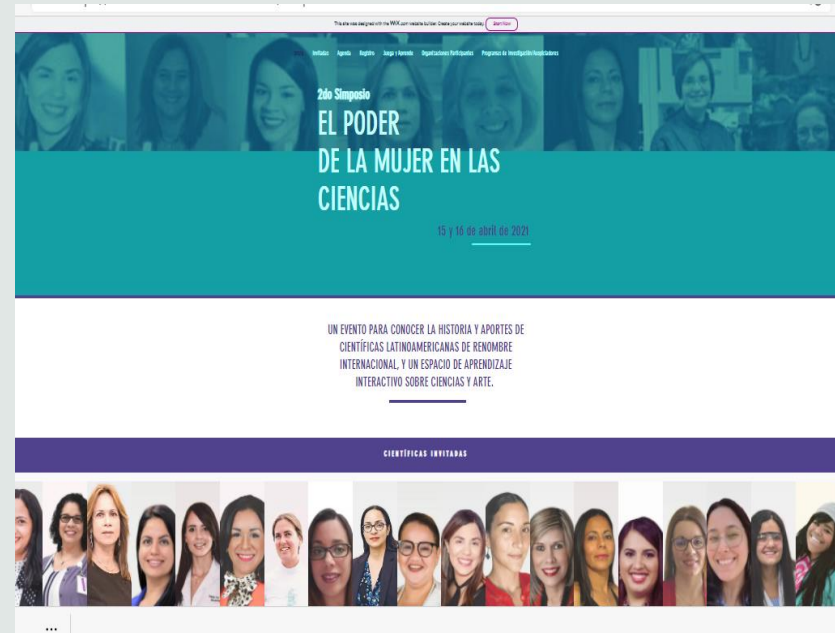 This site was designed with the WIX.com website builder. Create your website today. Start Now
Invitadas Agenda Registro Juega y Aprende Organizaciones Participantes Programas de Investigación Auspiciadores
2do Simposio
EL PODER
DE LA MUJER EN LAS
CIENCIAS
15 y 16 de abril de 2021
UN EVENTO PARA CONOCER LA HISTORIA Y APORTES DE
CIENTÍFICAS LATINOAMERICANAS DE RENOMBRE
INTERNACIONAL, Y UN ESPACIO DE APRENDIZAJE
INTERACTIVO SOBRE CIENCIAS Y ARTE.
CIENTÍFICAS INVITADAS
...